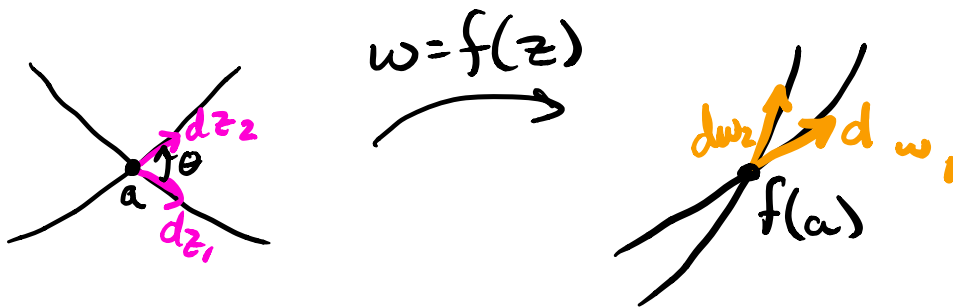 w=f(z)
dz₂
θ
a
dz₁
dw₂
d w₁
f(a)